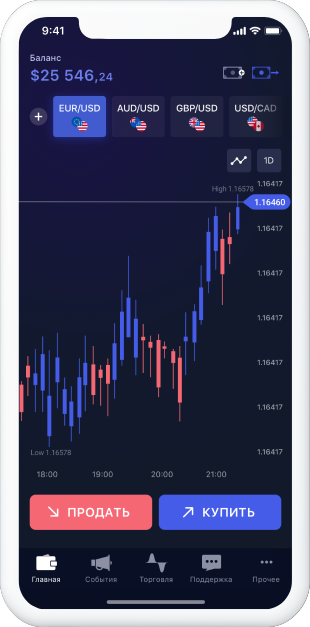 9:41
Баланс
$25 546,24
EUR/USD AUD/USD GBP/USD USD/CAD
1D
1.16417
High 1.16578
1.16460
1.16417
1.16417
1.16417
1.16417
1.16417
Low 1.16578
1.16417
18:00 19:00 20:00 21:00
ПРОДАТЬ КУПИТЬ
Главная События Торговля Поддержка Прочее